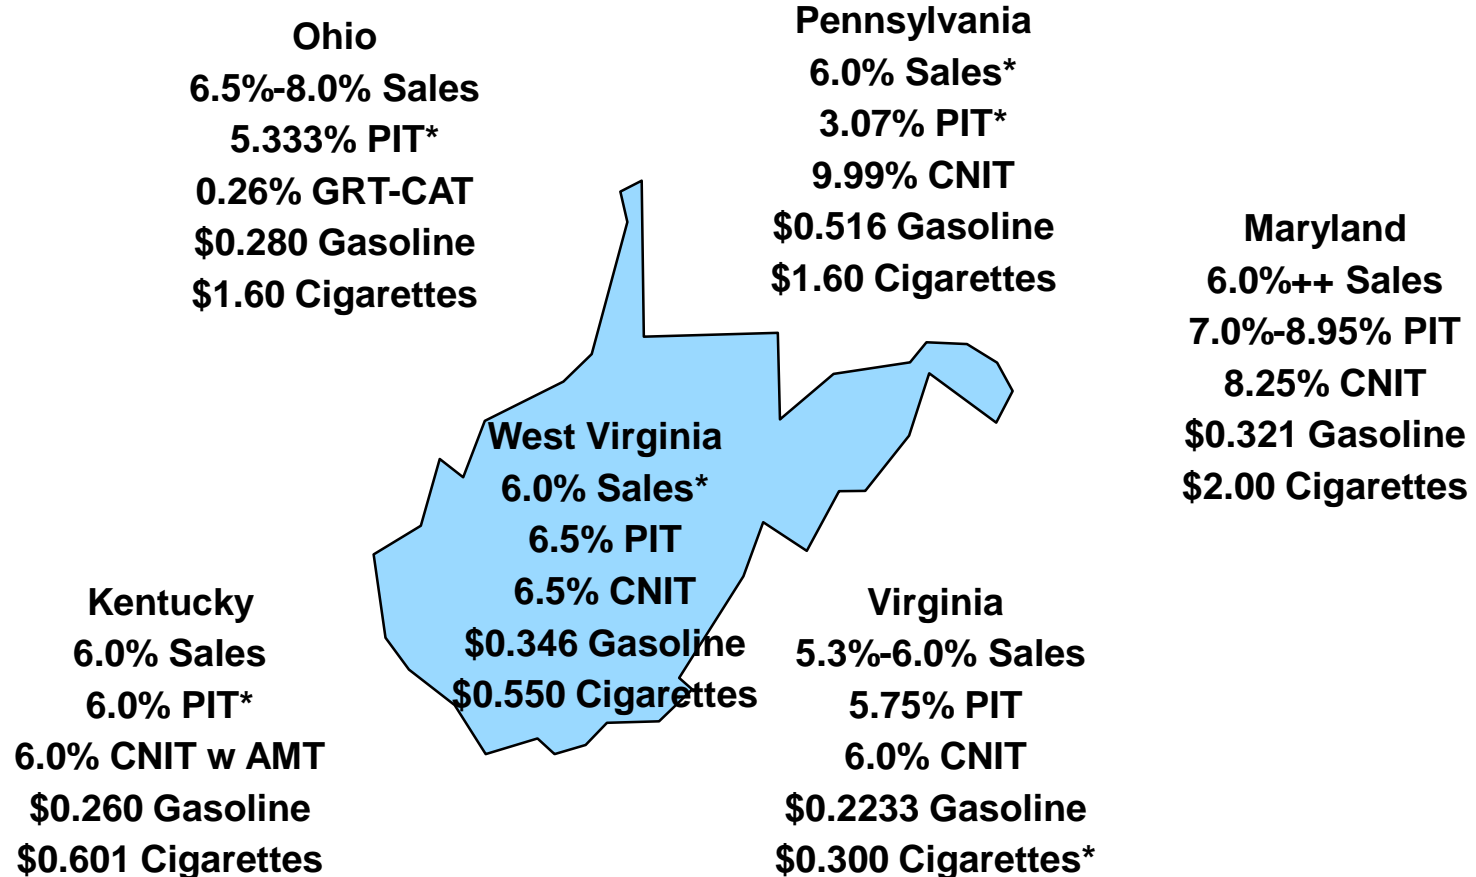 Ohio
6.5%-8.0% Sales
5.333% PIT*
0.26% GRT-CAT
$0.280 Gasoline
$1.60 Cigarettes
Pennsylvania
6.0% Sales*
3.07% PIT*
9.99% CNIT
$0.516 Gasoline
$1.60 Cigarettes
Maryland
6.0%++ Sales
7.0%-8.95% PIT
8.25% CNIT
$0.321 Gasoline
$2.00 Cigarettes
West Virginia
6.0% Sales*
6.5% PIT
6.5% CNIT
$0.346 Gasoline
$0.550 Cigarettes
Kentucky
6.0% Sales
6.0% PIT*
6.0% CNIT w AMT
$0.260 Gasoline
$0.601 Cigarettes
Virginia
5.3%-6.0% Sales
5.75% PIT
6.0% CNIT
$0.2233 Gasoline
$0.300 Cigarettes*